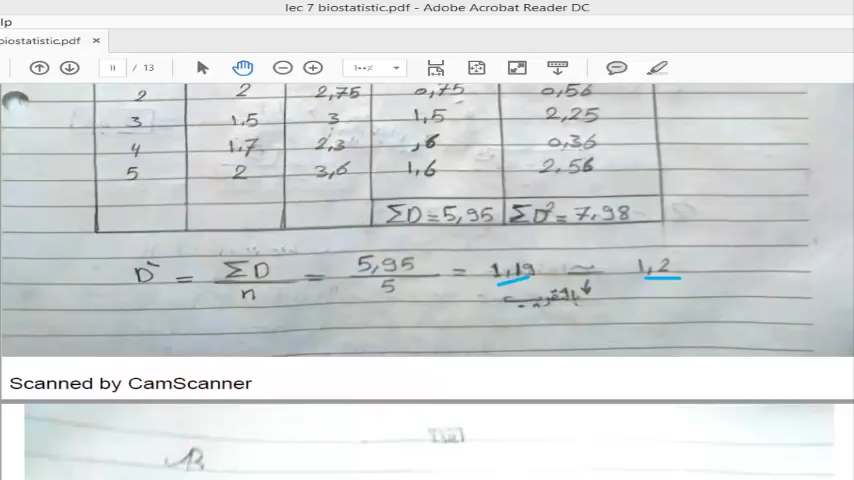 lec 7 biostatistic.pdf - Adobe Acrobat Reader DC
lp
biostatistic.pdf ×
11 / 13
2 2 2,75 0,75 0,56
3 1,5 3 1,5 2,25
4 1,7 2,3 ,6 0,36
5 2 3,6 1,6 2,56
ΣD = 5,95 ΣD² = 7,98
D̄ = ΣD / n = 5,95 / 5 = 1,19 ≃ 1,2
بالتقريب
Scanned by CamScanner